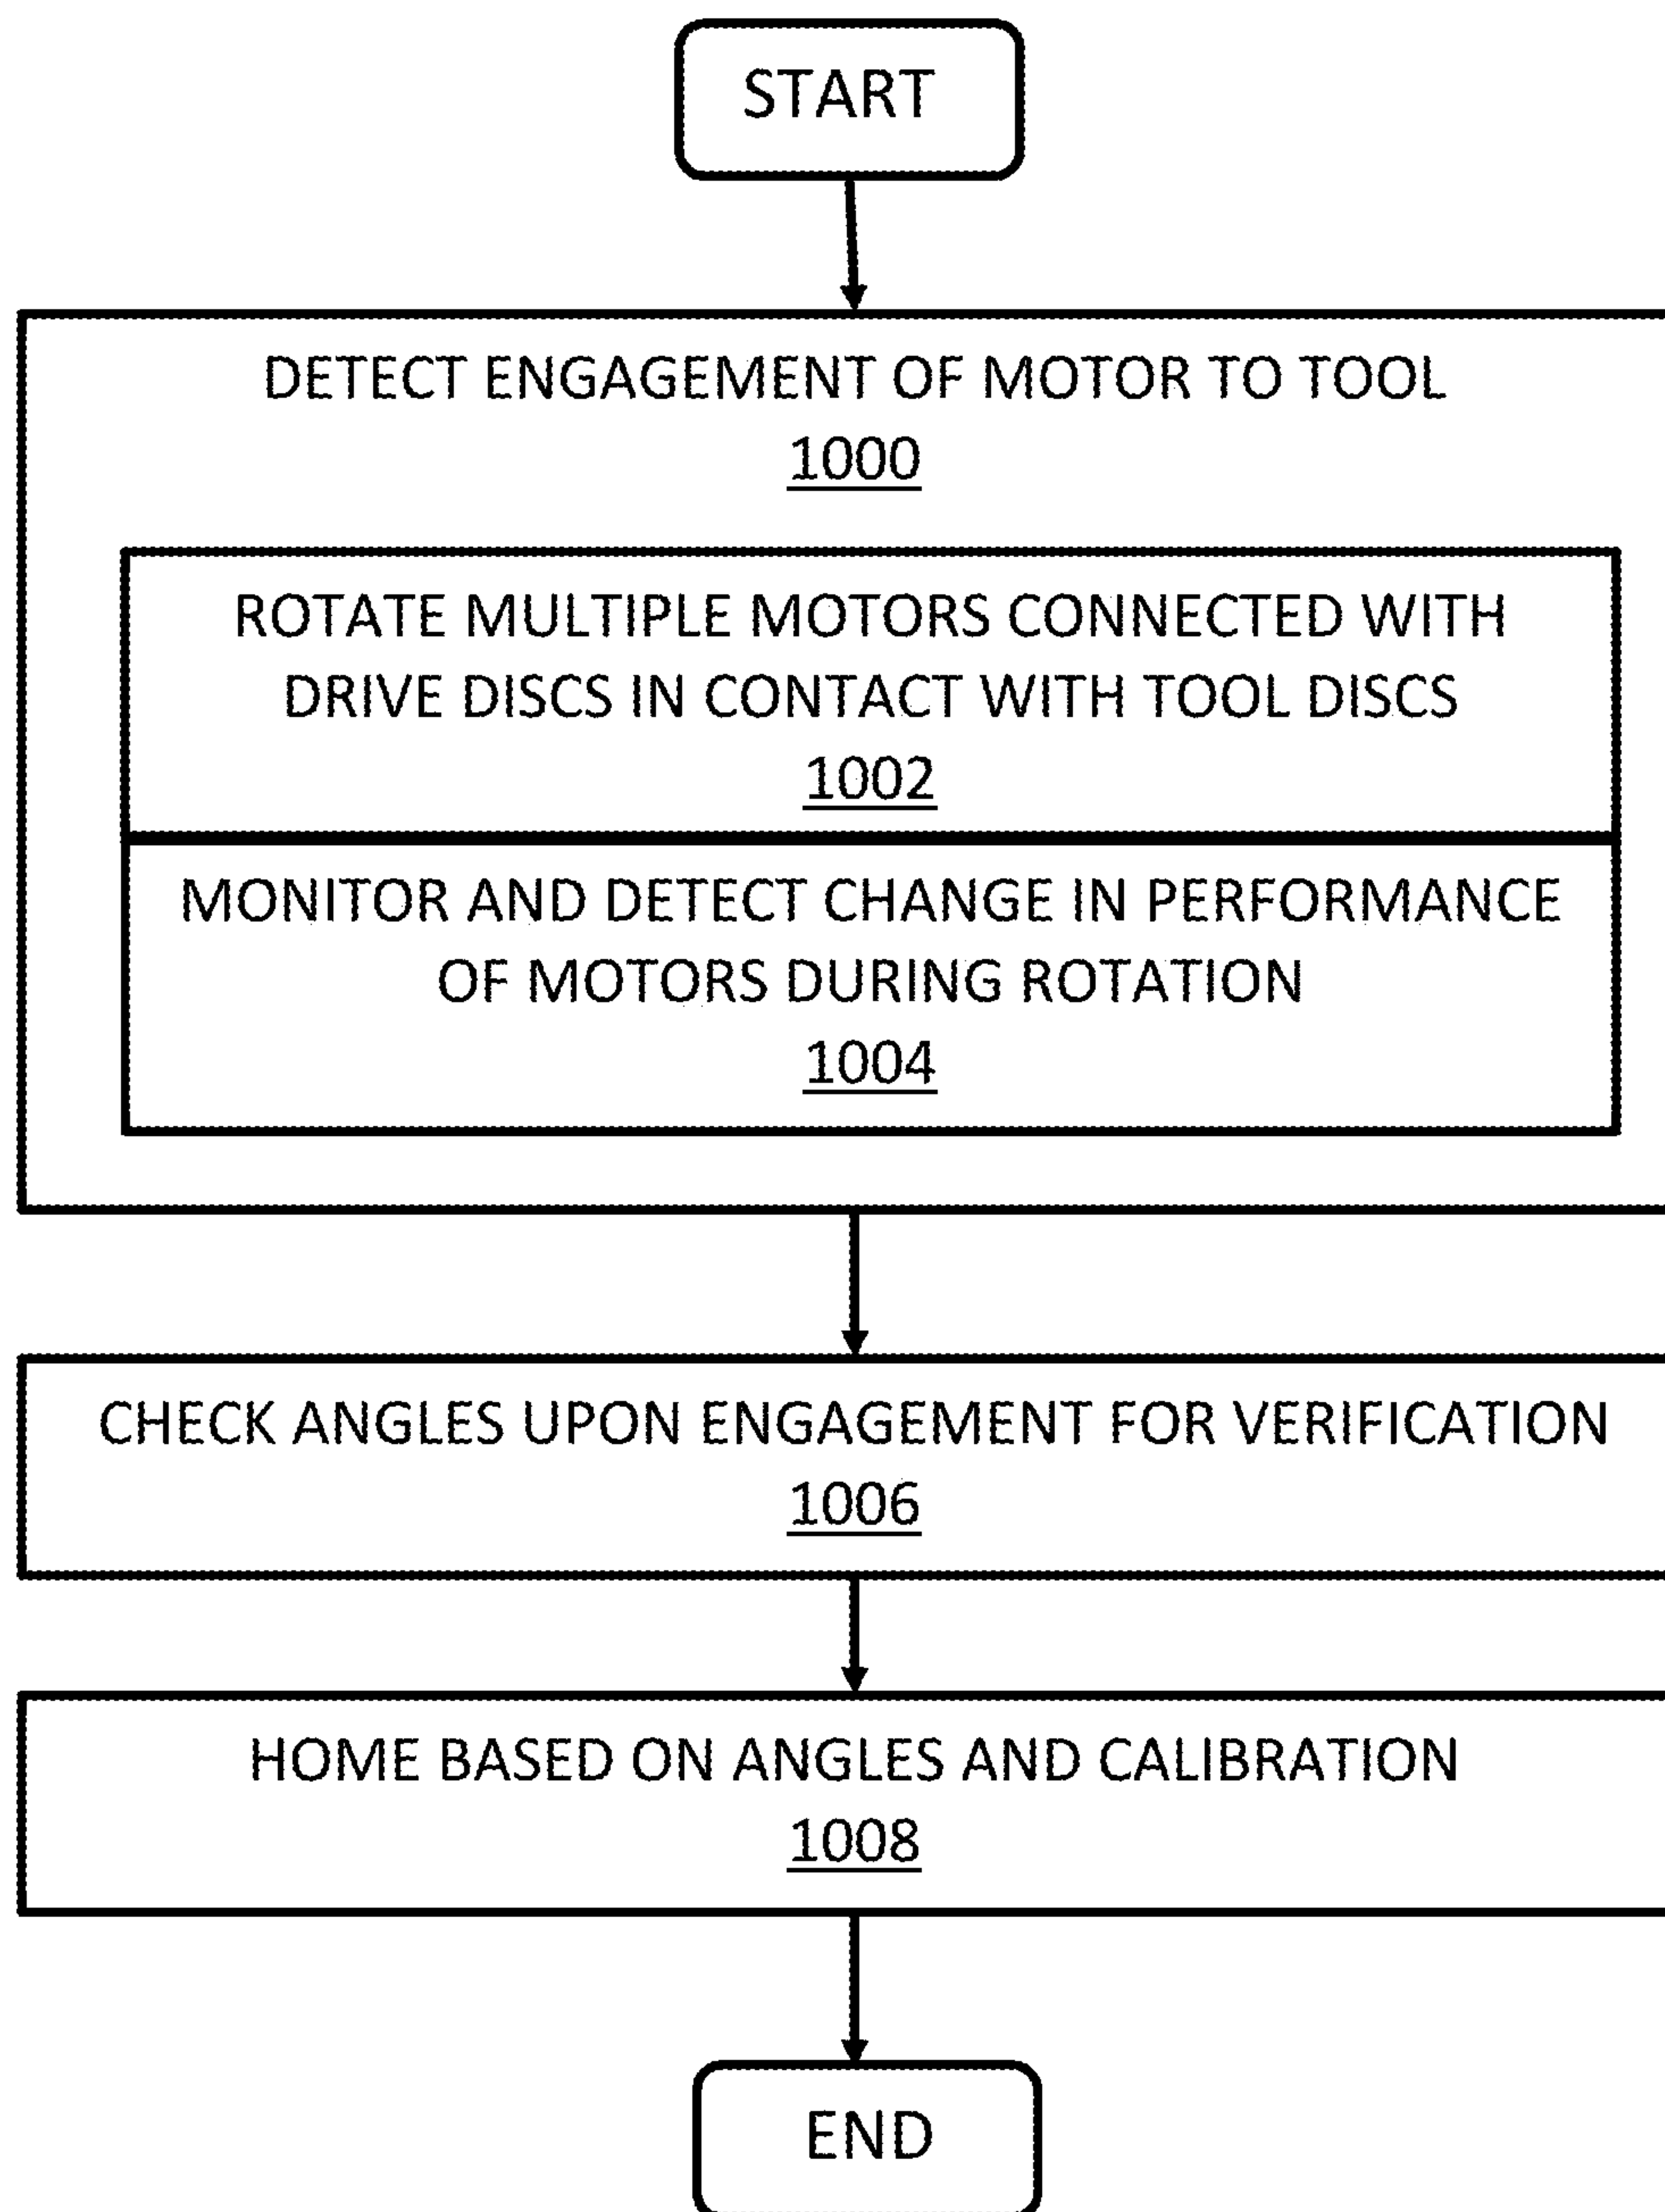 START
DETECT ENGAGEMENT OF MOTOR TO TOOL
1000
ROTATE MULTIPLE MOTORS CONNECTED WITH
DRIVE DISCS IN CONTACT WITH TOOL DISCS
1002
MONITOR AND DETECT CHANGE IN PERFORMANCE
OF MOTORS DURING ROTATION
1004
CHECK ANGLES UPON ENGAGEMENT FOR VERIFICATION
1006
HOME BASED ON ANGLES AND CALIBRATION
1008
END